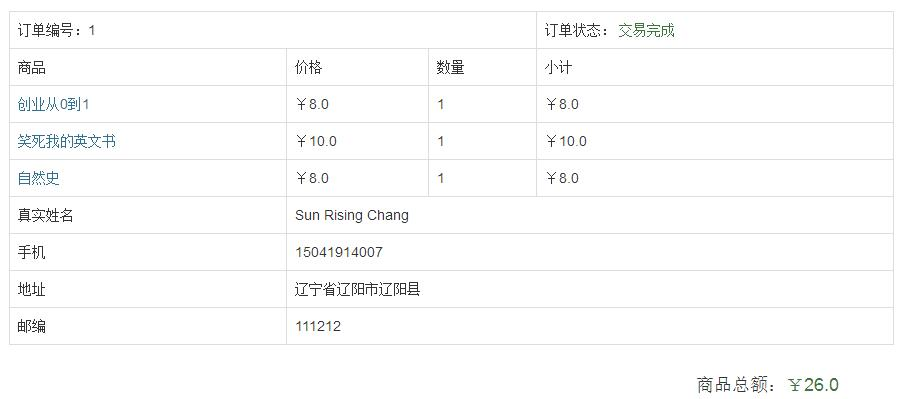 订单编号：1 订单状态：交易完成
商品 价格 数量 小计
创业从0到1 ￥8.0 1 ￥8.0
笑死我的英文书 ￥10.0 1 ￥10.0
自然史 ￥8.0 1 ￥8.0
真实姓名 Sun Rising Chang
手机 15041914007
地址 辽宁省辽阳市辽阳县
邮编 111212
商品总额：￥26.0